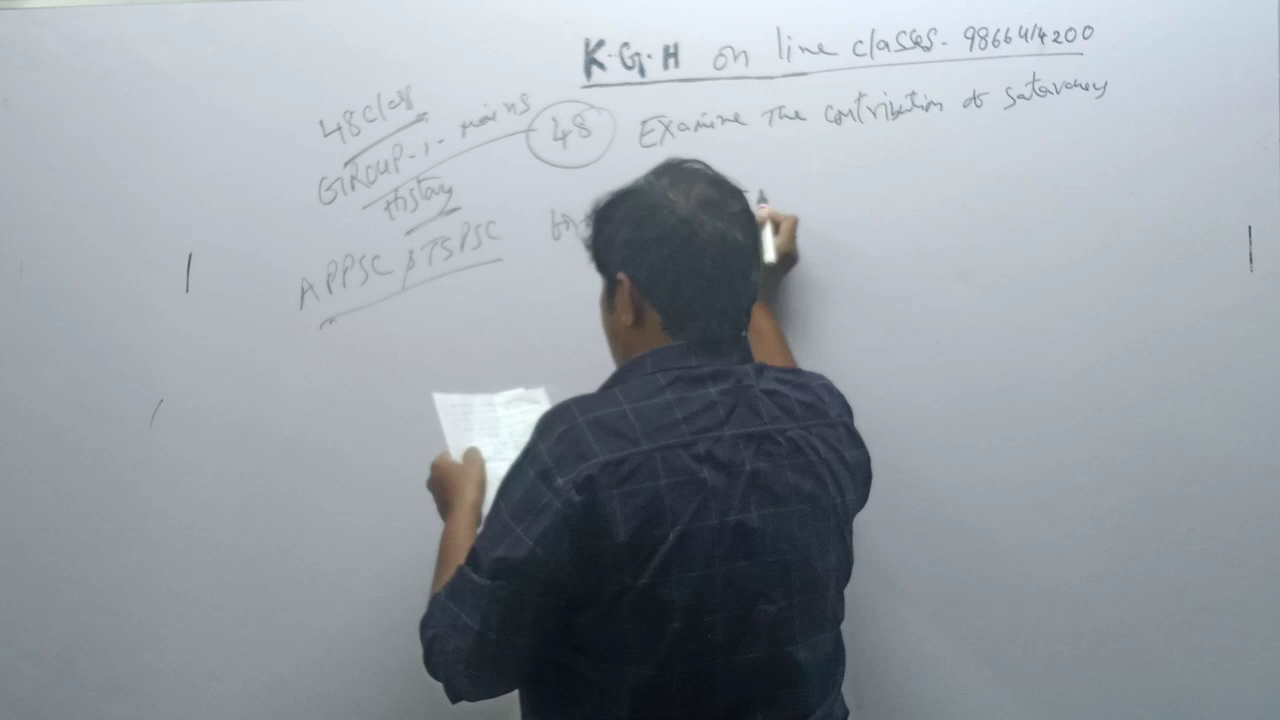 K.G.H on line classes. 9866414200
48 class
GROUP-1- mains
History
APPSC & TSPSC
48 Examine The contribution of Satavahanas